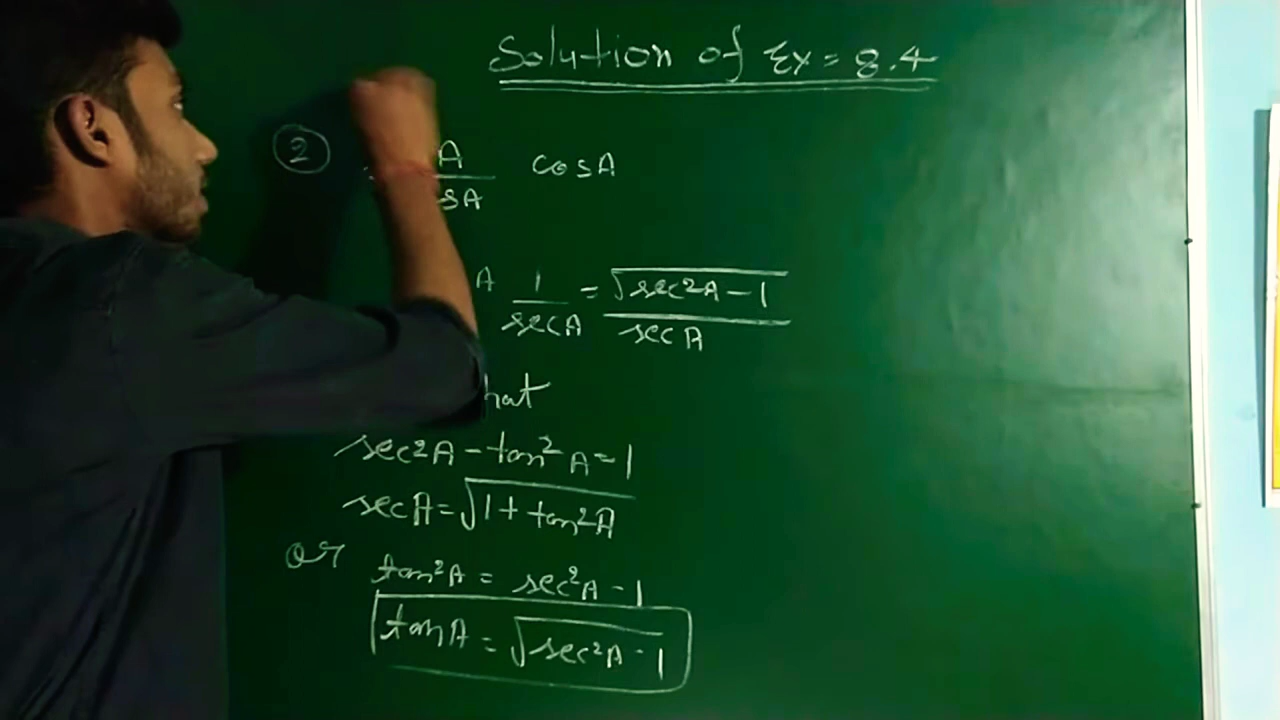 Solution of Ex = 8.4
2 A/sA cosA
A 1/secA = √sec²A - 1/secA
hat
sec²A - tan²A = 1
secA = √1 + tan²A
or tan²A = sec²A - 1
tanA = √sec²A - 1